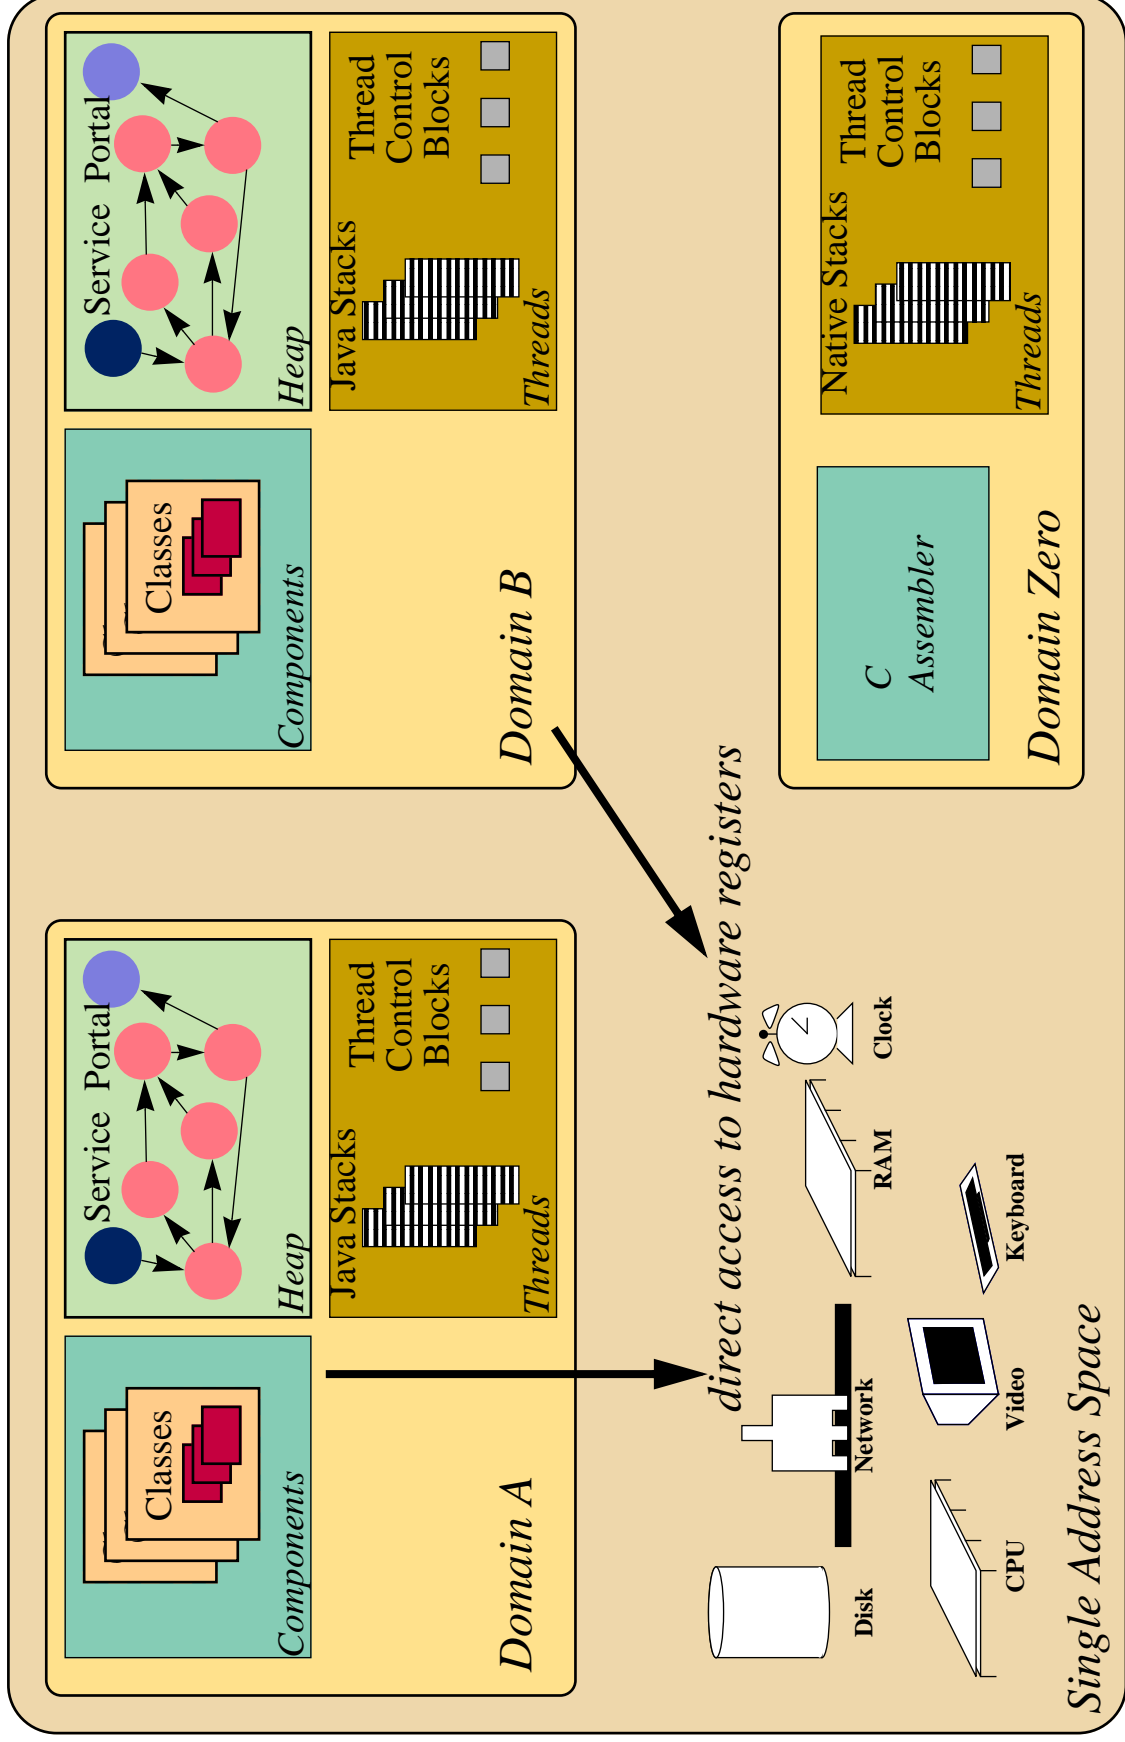 Domain A
Components
Classes
Heap
Service Portal
Threads
Java Stacks
Thread
Control
Blocks
Domain B
Components
Classes
Heap
Service Portal
Threads
Java Stacks
Thread
Control
Blocks
direct access to hardware registers
Disk
Network
RAM
Clock
CPU
Video
Keyboard
Domain Zero
C
Assembler
Threads
Native Stacks
Thread
Control
Blocks
Single Address Space